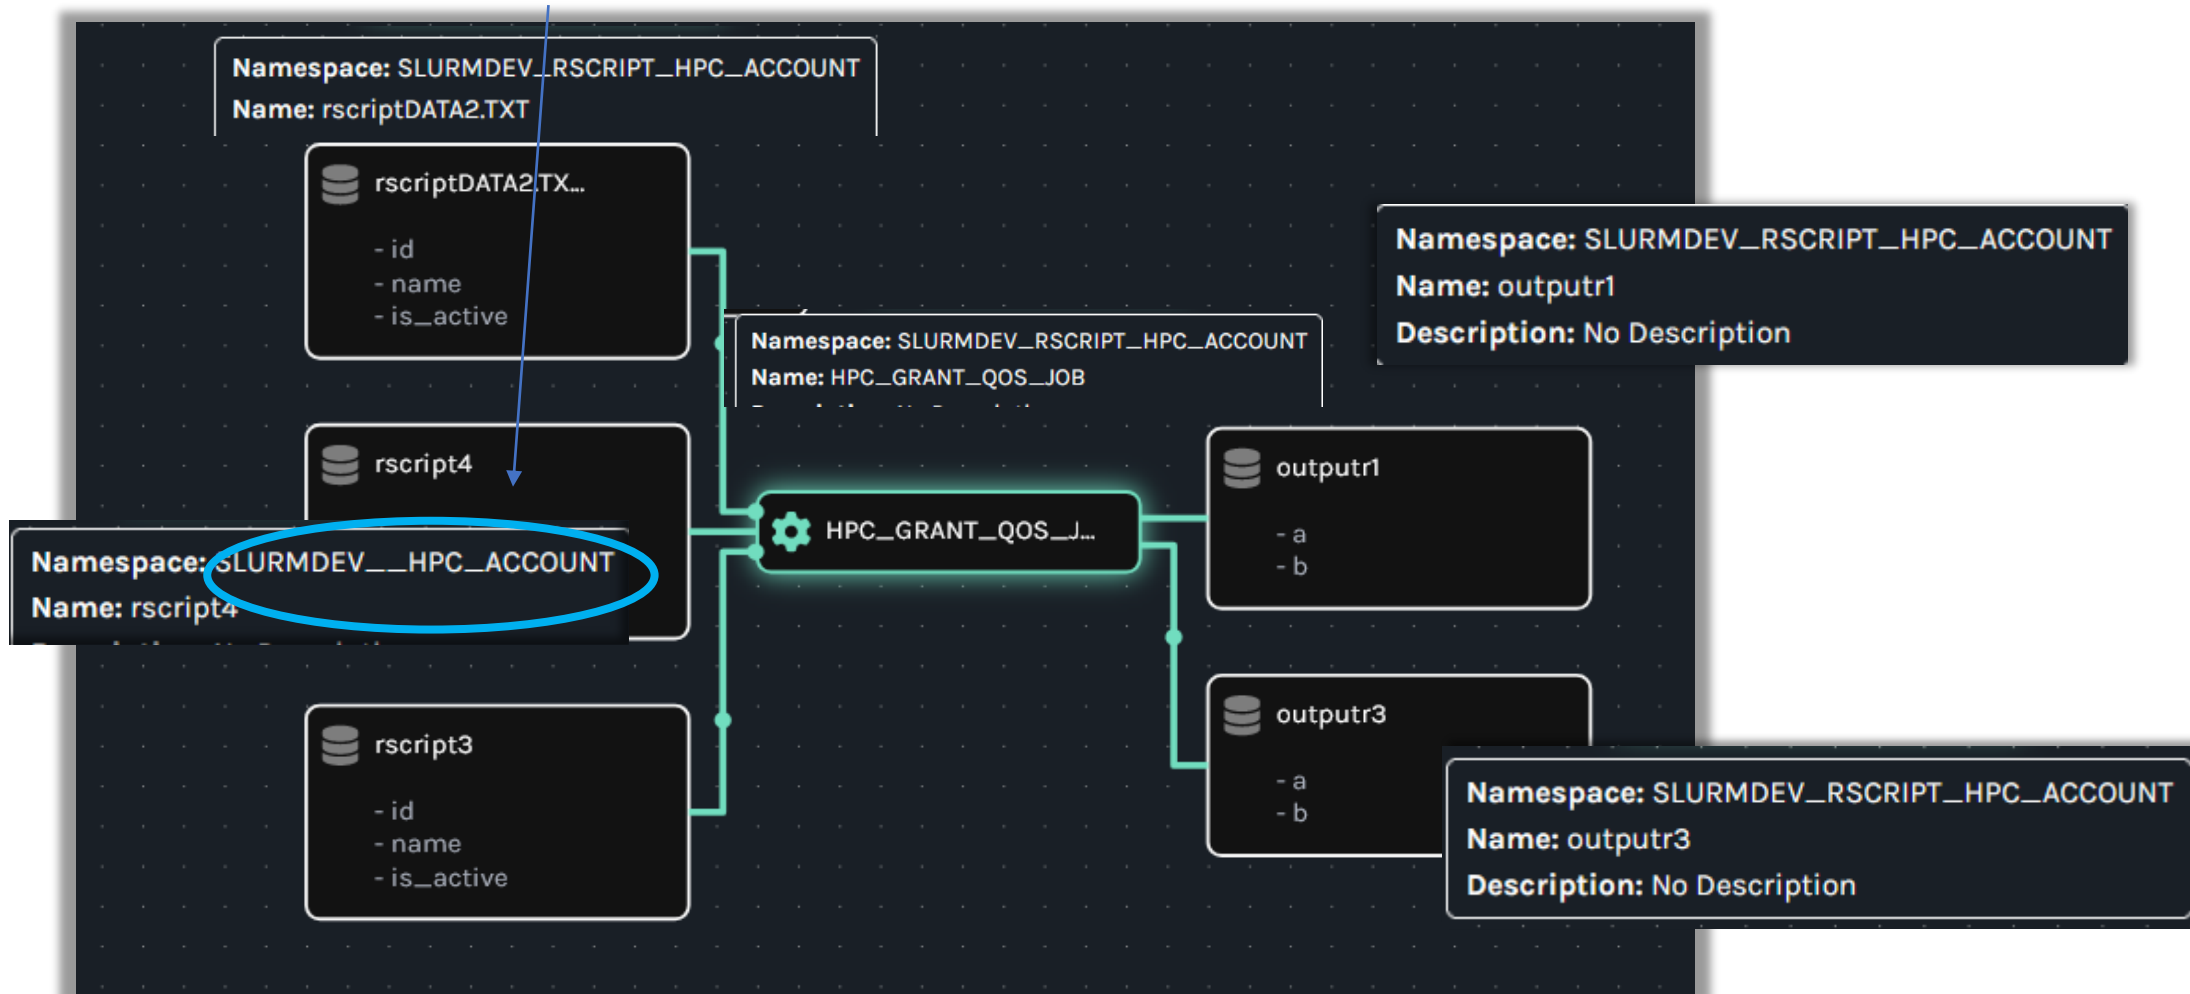 Namespace: SLURMDEV_RSCRIPT_HPC_ACCOUNT
Name: rscriptDATA2.TXT
rscriptDATA2.TX...
- id
- name
- is_active
Namespace: SLURMDEV_RSCRIPT_HPC_ACCOUNT
Name: outputr1
Description: No Description
Namespace: SLURMDEV_RSCRIPT_HPC_ACCOUNT
Name: HPC_GRANT_QOS_JOB
rscript4
Namespace: SLURMDEV__HPC_ACCOUNT
Name: rscript4
HPC_GRANT_QOS_J...
outputr1
- a
- b
rscript3
- id
- name
- is_active
outputr3
- a
- b
Namespace: SLURMDEV_RSCRIPT_HPC_ACCOUNT
Name: outputr3
Description: No Description